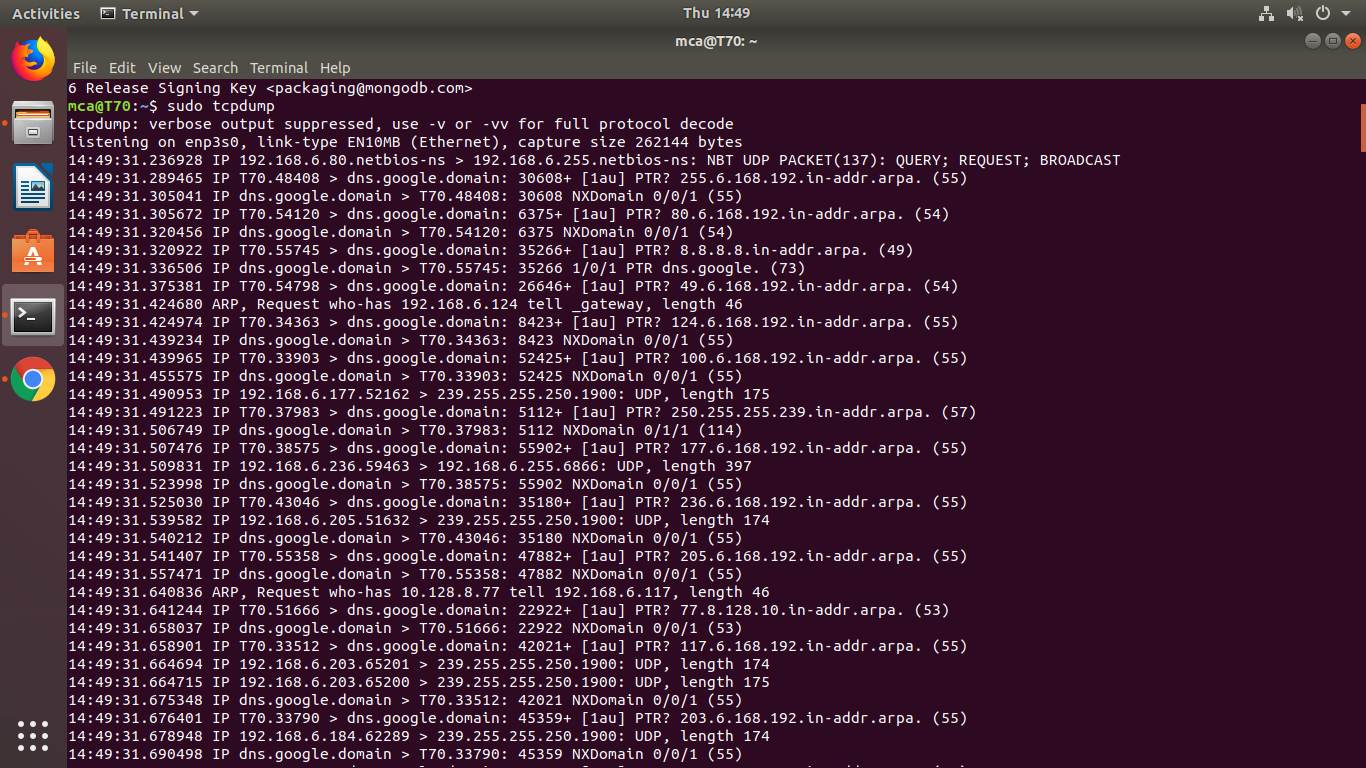 Activities Terminal Thu 14:49
mca@T70: ~
File Edit View Search Terminal Help
6 Release Signing Key <packaging@mongodb.com>
mca@T70:~$ sudo tcpdump
tcpdump: verbose output suppressed, use -v or -vv for full protocol decode
listening on enp3s0, link-type EN10MB (Ethernet), capture size 262144 bytes
14:49:31.236928 IP 192.168.6.80.netbios-ns > 192.168.6.255.netbios-ns: NBT UDP PACKET(137): QUERY; REQUEST; BROADCAST
14:49:31.289465 IP T70.48408 > dns.google.domain: 30608+ [1au] PTR? 255.6.168.192.in-addr.arpa. (55)
14:49:31.305041 IP dns.google.domain > T70.48408: 30608 NXDomain 0/0/1 (55)
14:49:31.305672 IP T70.54120 > dns.google.domain: 6375+ [1au] PTR? 80.6.168.192.in-addr.arpa. (54)
14:49:31.320456 IP dns.google.domain > T70.54120: 6375 NXDomain 0/0/1 (54)
14:49:31.320922 IP T70.55745 > dns.google.domain: 35266+ [1au] PTR? 8.8.8.8.in-addr.arpa. (49)
14:49:31.336506 IP dns.google.domain > T70.55745: 35266 1/0/1 PTR dns.google. (73)
14:49:31.375381 IP T70.54798 > dns.google.domain: 26646+ [1au] PTR? 49.6.168.192.in-addr.arpa. (54)
14:49:31.424680 ARP, Request who-has 192.168.6.124 tell _gateway, length 46
14:49:31.424974 IP T70.34363 > dns.google.domain: 8423+ [1au] PTR? 124.6.168.192.in-addr.arpa. (55)
14:49:31.439234 IP dns.google.domain > T70.34363: 8423 NXDomain 0/0/1 (55)
14:49:31.439965 IP T70.33903 > dns.google.domain: 52425+ [1au] PTR? 100.6.168.192.in-addr.arpa. (55)
14:49:31.455575 IP dns.google.domain > T70.33903: 52425 NXDomain 0/0/1 (55)
14:49:31.490953 IP 192.168.6.177.52162 > 239.255.255.250.1900: UDP, length 175
14:49:31.491223 IP T70.37983 > dns.google.domain: 5112+ [1au] PTR? 250.255.255.239.in-addr.arpa. (57)
14:49:31.506749 IP dns.google.domain > T70.37983: 5112 NXDomain 0/1/1 (114)
14:49:31.507476 IP T70.38575 > dns.google.domain: 55902+ [1au] PTR? 177.6.168.192.in-addr.arpa. (55)
14:49:31.509831 IP 192.168.6.236.59463 > 192.168.6.255.6866: UDP, length 397
14:49:31.523998 IP dns.google.domain > T70.38575: 55902 NXDomain 0/0/1 (55)
14:49:31.525030 IP T70.43046 > dns.google.domain: 35180+ [1au] PTR? 236.6.168.192.in-addr.arpa. (55)
14:49:31.539582 IP 192.168.6.205.51632 > 239.255.255.250.1900: UDP, length 174
14:49:31.540212 IP dns.google.domain > T70.43046: 35180 NXDomain 0/0/1 (55)
14:49:31.541407 IP T70.55358 > dns.google.domain: 47882+ [1au] PTR? 205.6.168.192.in-addr.arpa. (55)
14:49:31.557471 IP dns.google.domain > T70.55358: 47882 NXDomain 0/0/1 (55)
14:49:31.640836 ARP, Request who-has 10.128.8.77 tell 192.168.6.117, length 46
14:49:31.641244 IP T70.51666 > dns.google.domain: 22922+ [1au] PTR? 77.8.128.10.in-addr.arpa. (53)
14:49:31.658037 IP dns.google.domain > T70.51666: 22922 NXDomain 0/0/1 (53)
14:49:31.658901 IP T70.33512 > dns.google.domain: 42021+ [1au] PTR? 117.6.168.192.in-addr.arpa. (55)
14:49:31.664694 IP 192.168.6.203.65201 > 239.255.255.250.1900: UDP, length 174
14:49:31.664715 IP 192.168.6.203.65200 > 239.255.255.250.1900: UDP, length 175
14:49:31.675348 IP dns.google.domain > T70.33512: 42021 NXDomain 0/0/1 (55)
14:49:31.676401 IP T70.33790 > dns.google.domain: 45359+ [1au] PTR? 203.6.168.192.in-addr.arpa. (55)
14:49:31.678948 IP 192.168.6.184.62289 > 239.255.255.250.1900: UDP, length 174
14:49:31.690498 IP dns.google.domain > T70.33790: 45359 NXDomain 0/0/1 (55)